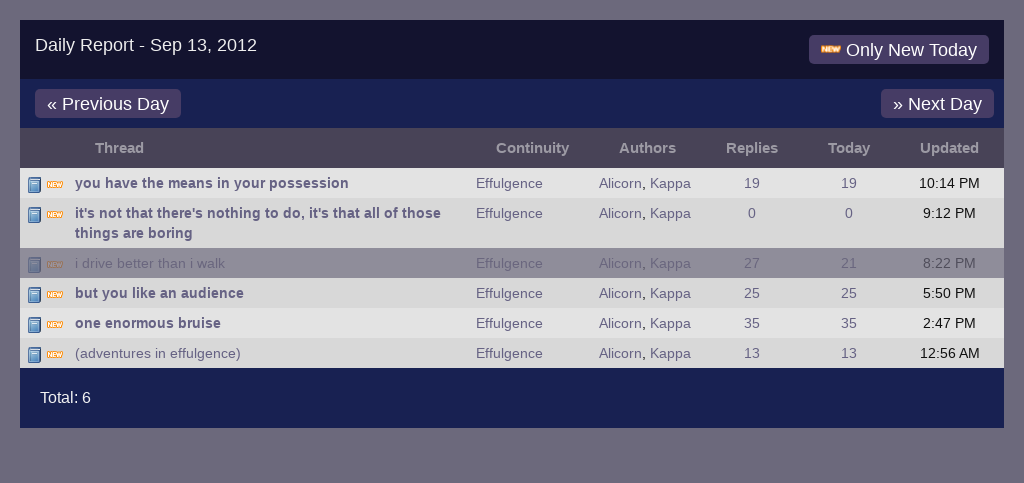 Daily Report - Sep 13, 2012
NEW Only New Today
« Previous Day
» Next Day
Thread Continuity Authors Replies Today Updated
NEW you have the means in your possession Effulgence Alicorn, Kappa 19 19 10:14 PM
NEW it's not that there's nothing to do, it's that all of those Effulgence Alicorn, Kappa 0 0 9:12 PM
things are boring
NEW i drive better than i walk Effulgence Alicorn, Kappa 27 21 8:22 PM
NEW but you like an audience Effulgence Alicorn, Kappa 25 25 5:50 PM
NEW one enormous bruise Effulgence Alicorn, Kappa 35 35 2:47 PM
NEW (adventures in effulgence) Effulgence Alicorn, Kappa 13 13 12:56 AM
Total: 6